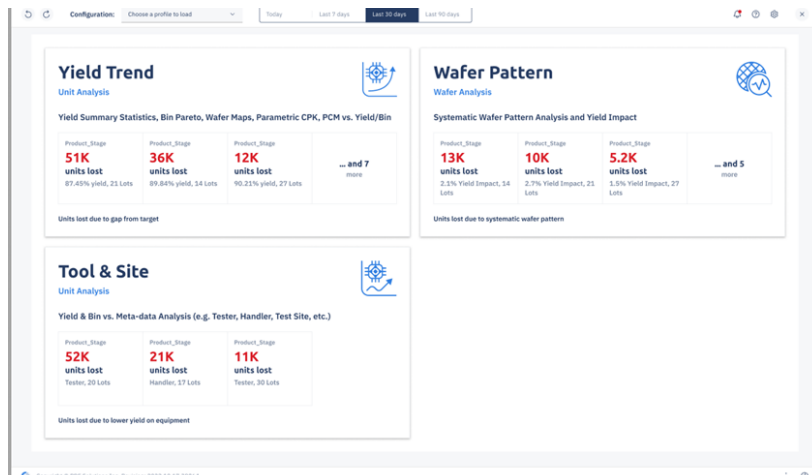 Configuration: Choose a profile to load
Today Last 7 days Last 30 days Last 90 days
Yield Trend
Unit Analysis
Yield Summary Statistics, Bin Pareto, Wafer Maps, Parametric CPK, PCM vs. Yield/Bin
Product_Stage
51K
units lost
87.45% yield, 21 Lots
Product_Stage
36K
units lost
89.84% yield, 14 Lots
Product_Stage
12K
units lost
90.21% yield, 27 Lots
... and 7
more
Units lost due to gap from target
Wafer Pattern
Wafer Analysis
Systematic Wafer Pattern Analysis and Yield Impact
Product_Stage
13K
units lost
2.1% Yield Impact, 14
Lots
Product_Stage
10K
units lost
2.7% Yield Impact, 21
Lots
Product_Stage
5.2K
units lost
1.5% Yield Impact, 27
Lots
... and 5
more
Units lost due to systematic wafer pattern
Tool & Site
Unit Analysis
Yield & Bin vs. Meta-data Analysis (e.g. Tester, Handler, Test Site, etc.)
Product_Stage
52K
units lost
Tester, 20 Lots
Product_Stage
21K
units lost
Handler, 17 Lots
Product_Stage
11K
units lost
Tester, 30 Lots
Units lost due to lower yield on equipment